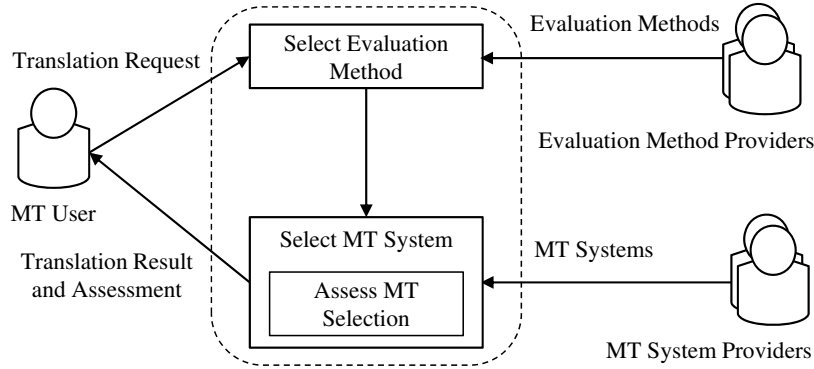 Translation Request
MT User
Translation Result
and Assessment
Select Evaluation
Method
Select MT System
Assess MT
Selection
Evaluation Methods
Evaluation Method Providers
MT Systems
MT System Providers